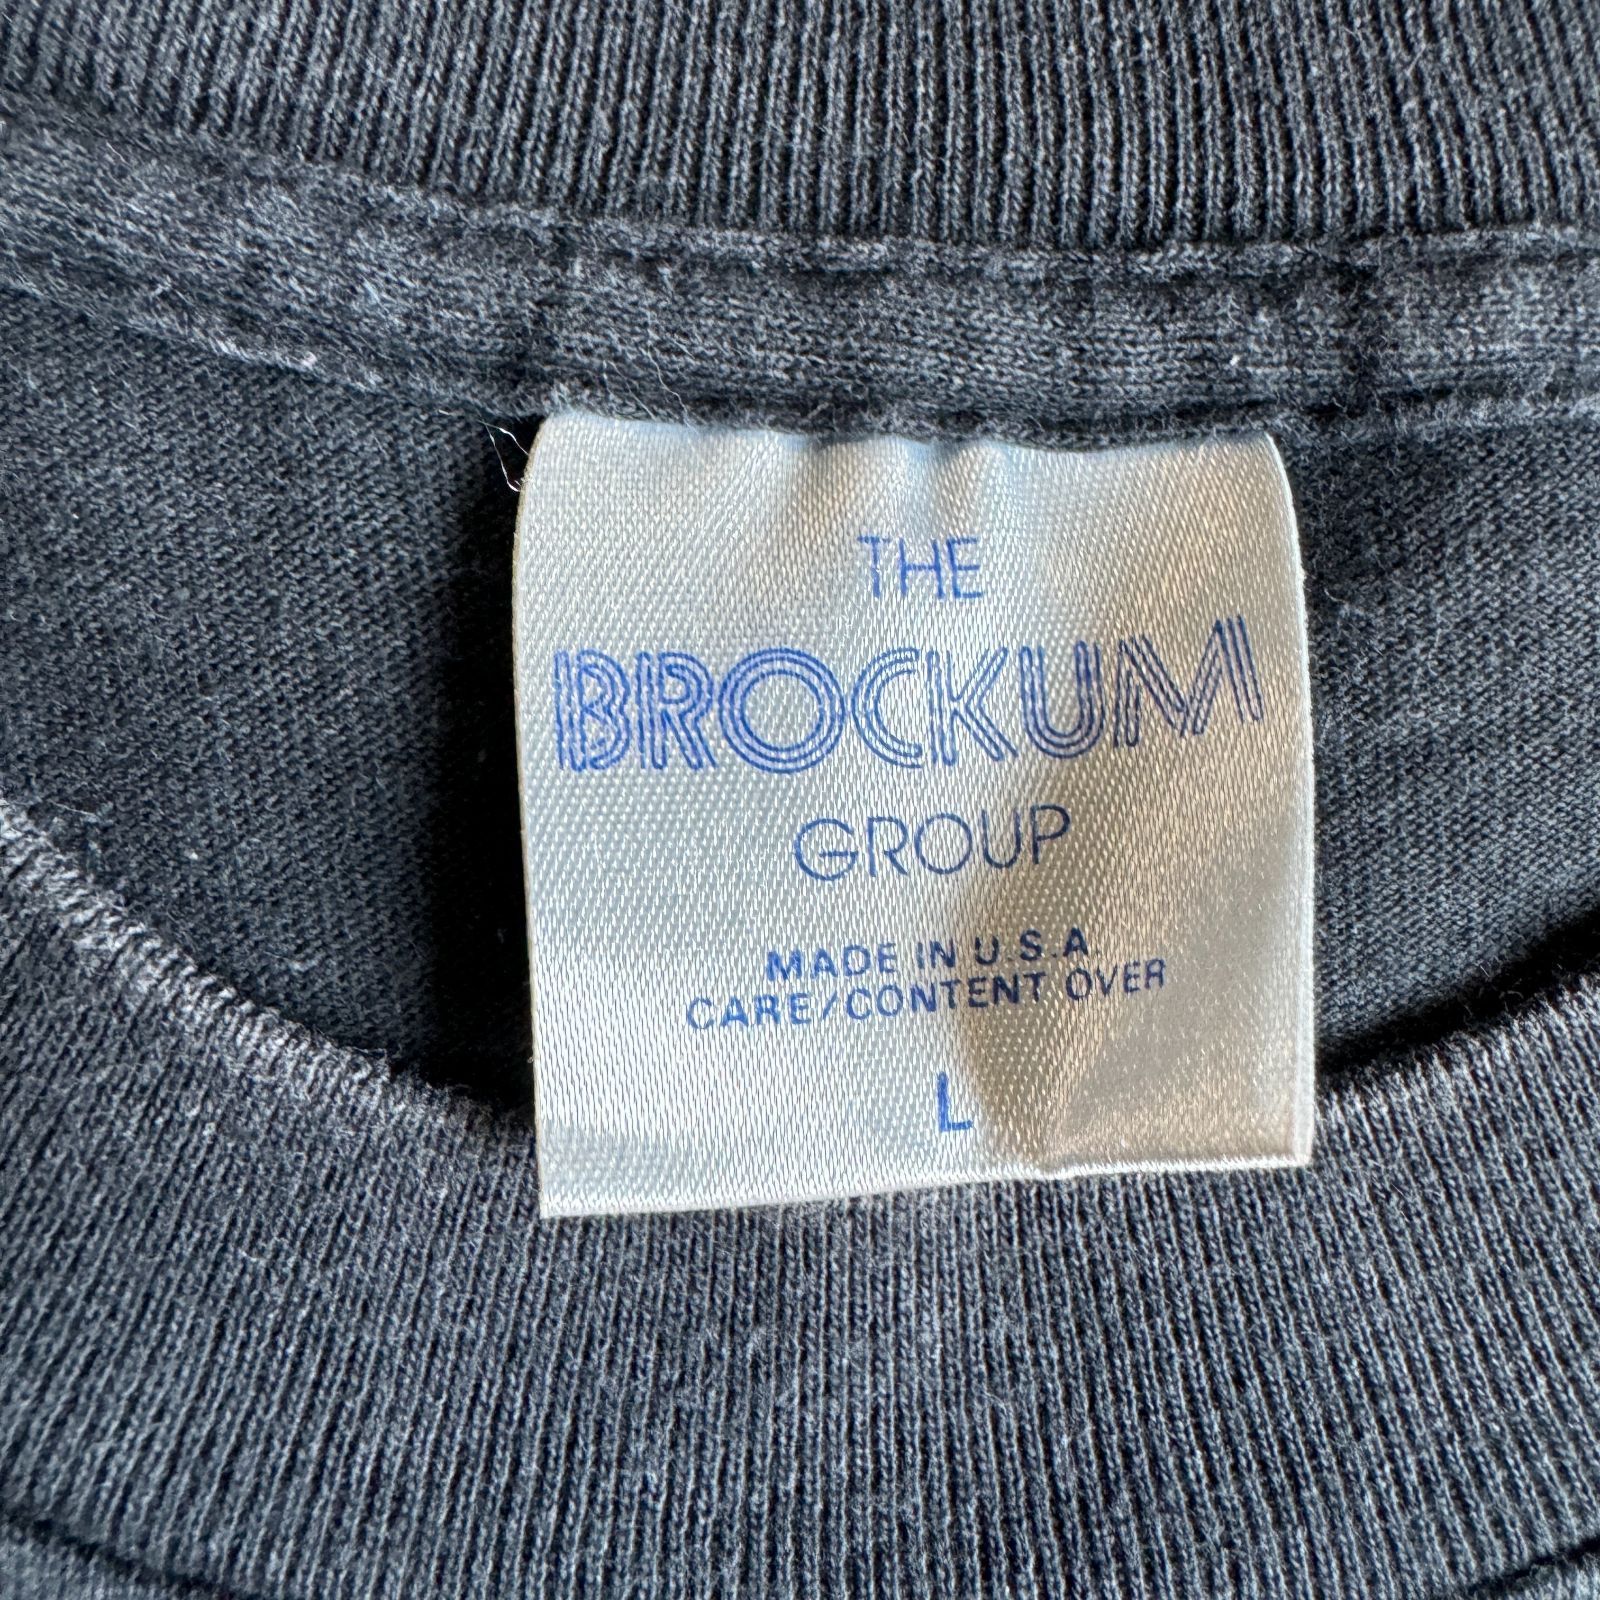 THE
BROCKUM
GROUP
MADE IN U.S.A.
CARE/CONTENT OVER
L